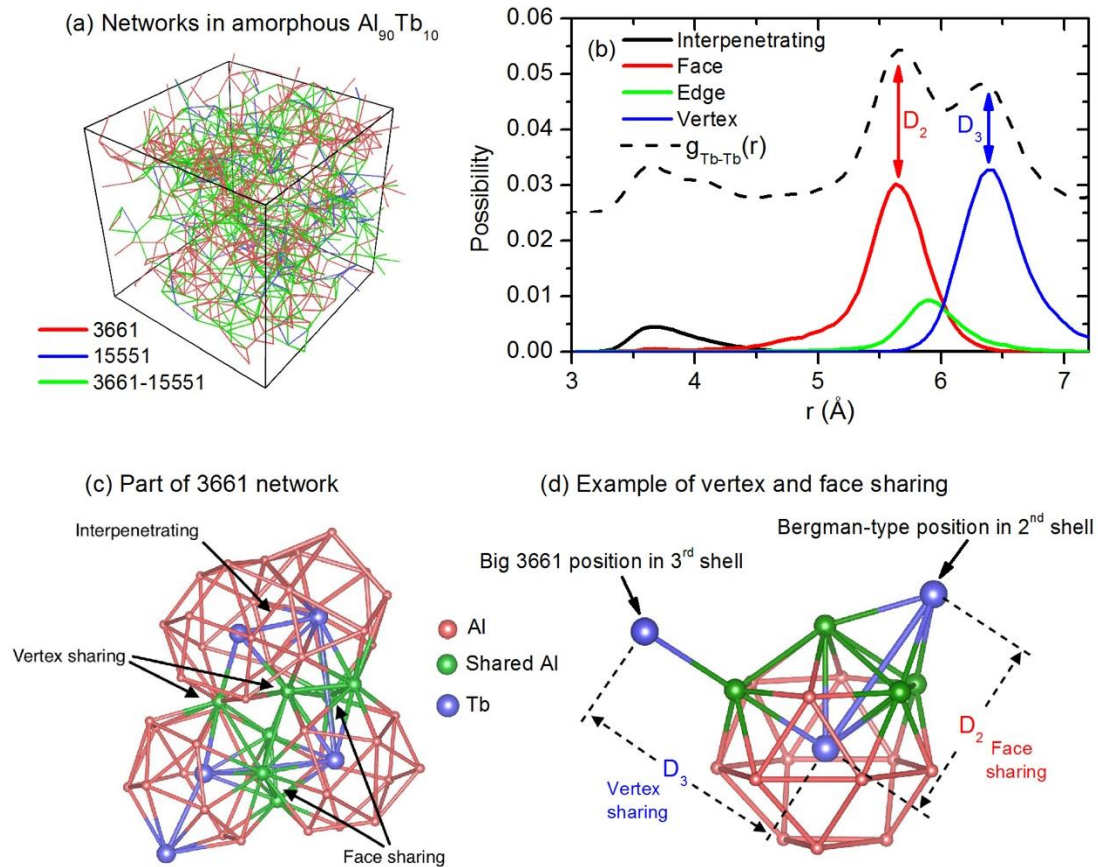 (a) Networks in amorphous Al₉₀Tb₁₀
3661
15551
3661-15551
(b)
Interpenetrating
Face
Edge
Vertex
g_Tb-Tb(r)
D₂
D₃
Possibility
0.06
0.05
0.04
0.03
0.02
0.01
0.00
3 4 5 6 7
r (Å)
(c) Part of 3661 network
Interpenetrating
Vertex sharing
Face sharing
Al
Shared Al
Tb
(d) Example of vertex and face sharing
Bergman-type position in 2ⁿᵈ shell
Big 3661 position in 3ʳᵈ shell
D₃
Vertex
sharing
D₂
Face
sharing